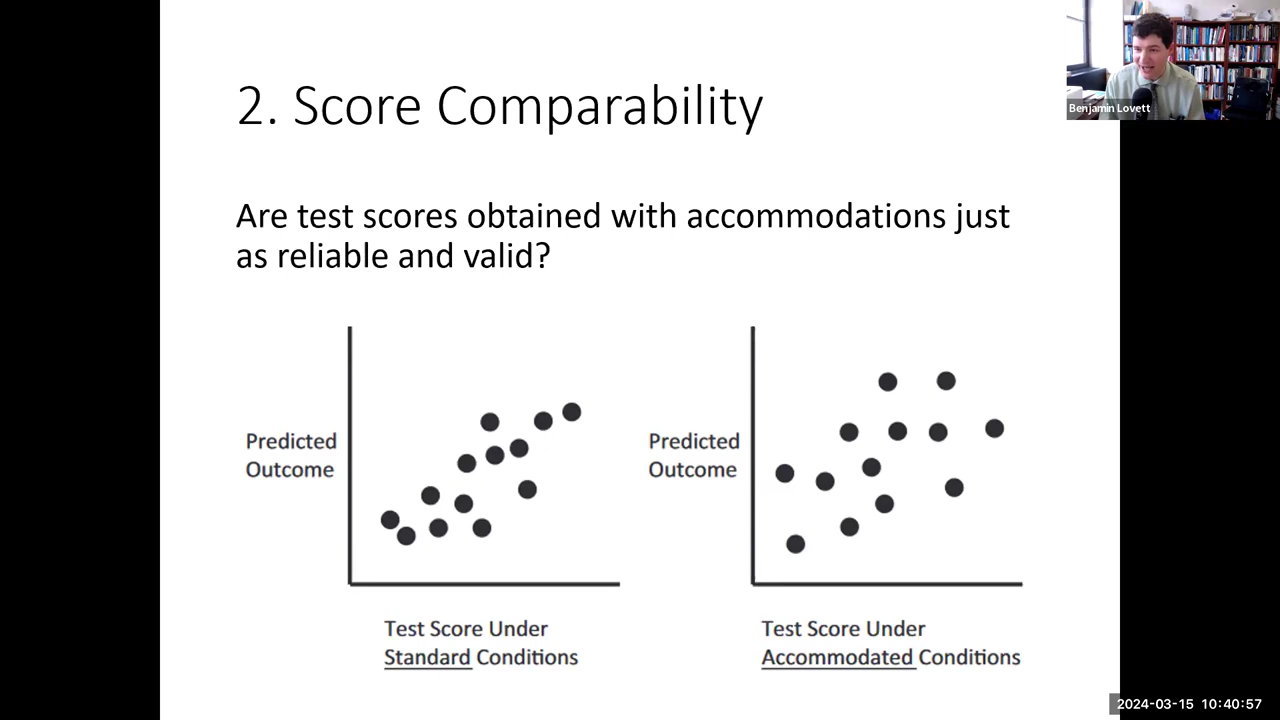 2. Score Comparability
Benjamin Lovett
Are test scores obtained with accommodations just
as reliable and valid?
Predicted
Outcome
Test Score Under
Standard Conditions
Predicted
Outcome
Test Score Under
Accommodated Conditions
2024-03-15 10:40:57